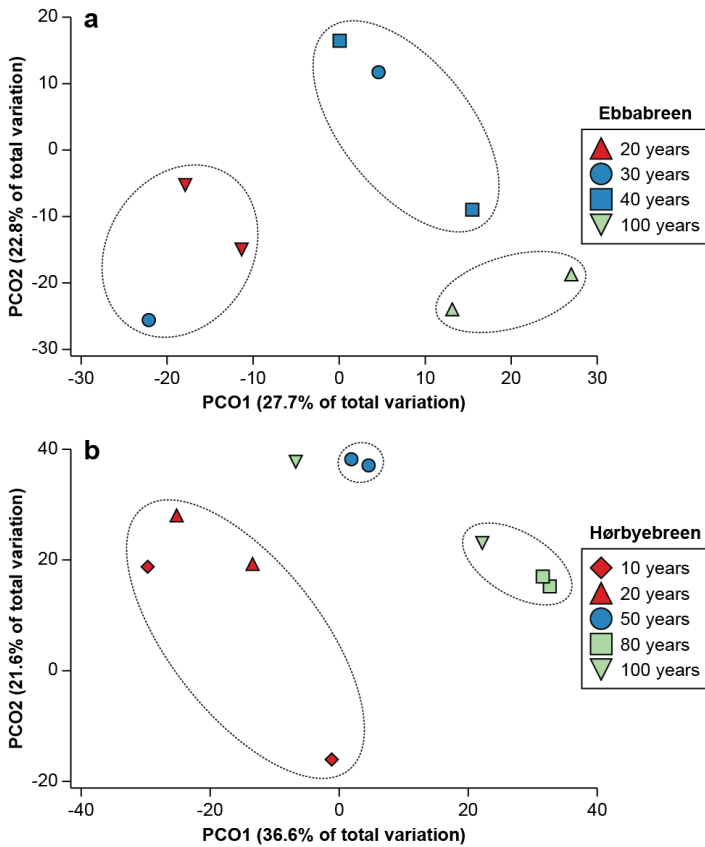 a
20
10
0
-10
-20
-30
PCO2 (22.8% of total variation)
-30 -20 -10 0 10 20 30
PCO1 (27.7% of total variation)
Ebbabreen
20 years
30 years
40 years
100 years
b
40
20
0
-20
PCO2 (21.6% of total variation)
-40 -20 0 20 40
PCO1 (36.6% of total variation)
Hørbyebreen
10 years
20 years
50 years
80 years
100 years